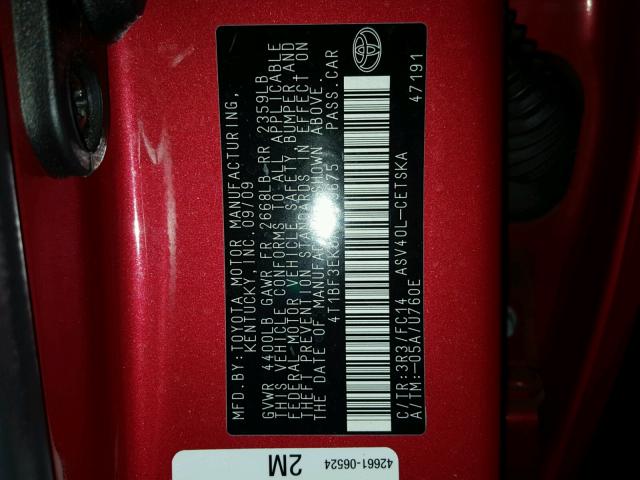 MFD. BY: TOYOTA MOTOR MANUFACTURING,
KENTUCKY, INC. 09/09
GVWR 4400LB GAWR FR 2668LB RR 2359LB
THIS VEHICLE CONFORMS TO ALL APPLICABLE
FEDERAL MOTOR VEHICLE SAFETY, BUMPER, AND
THEFT PREVENTION STANDARDS IN EFFECT ON
THE DATE OF MANUFACTURE SHOWN ABOVE.
PASS. CAR
C/TR: 3R3/FC14 ASV40L-CETSKA 47191
A/TM: -05A/U760E
42661-06524
2M